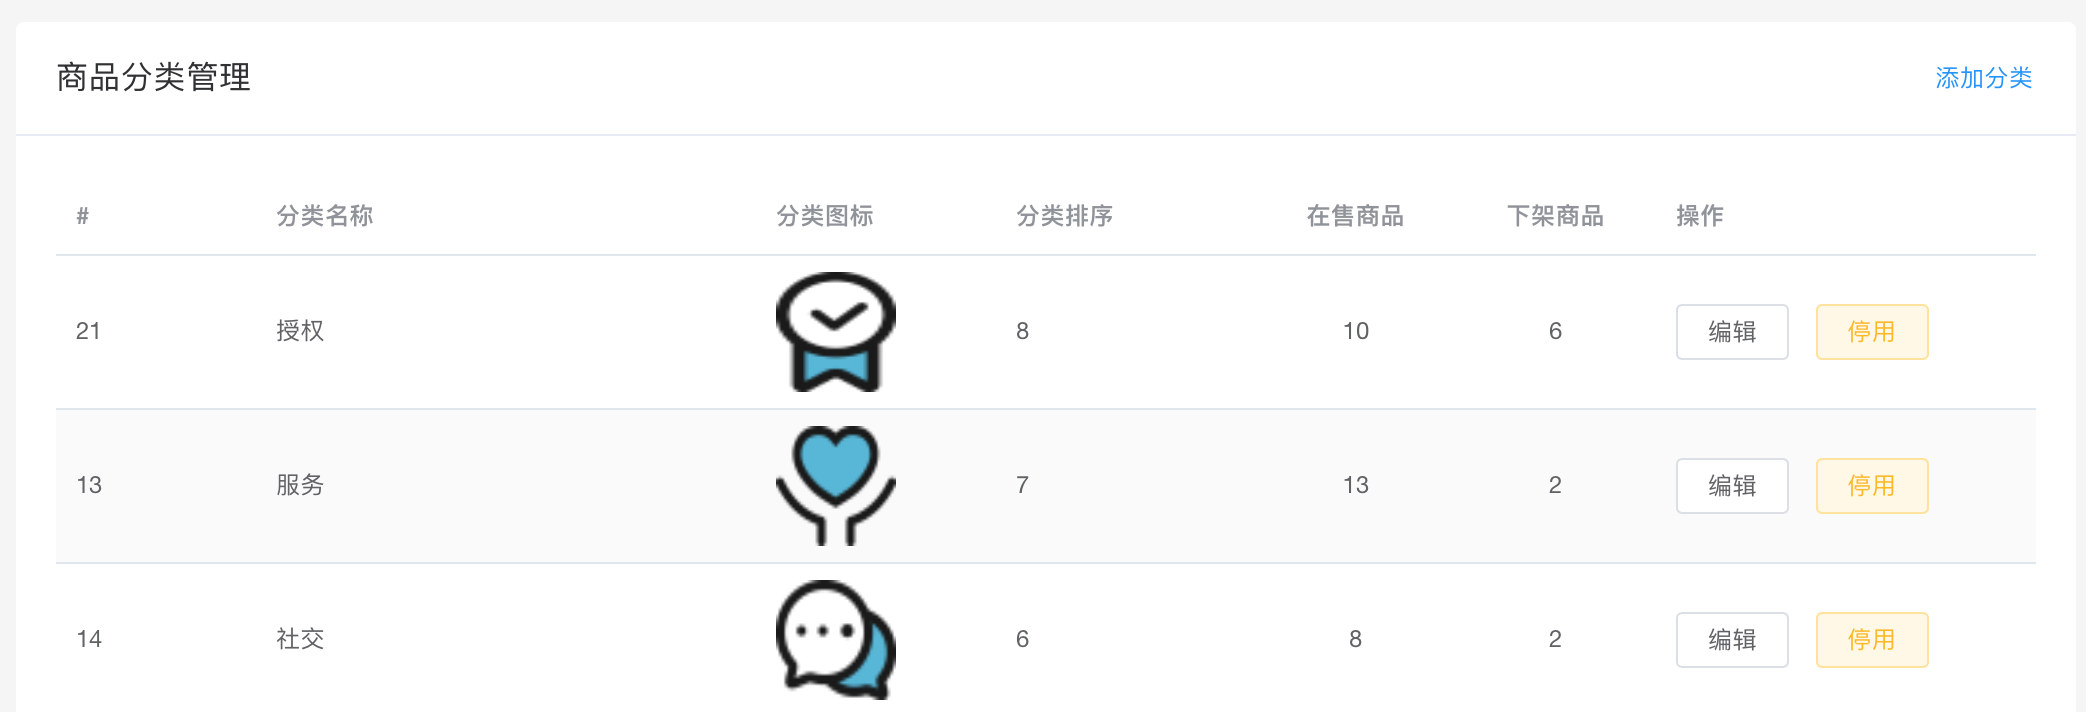 商品分类管理 添加分类
# 分类名称 分类图标 分类排序 在售商品 下架商品 操作
21 授权 8 10 6 编辑 停用
13 服务 7 13 2 编辑 停用
14 社交 6 8 2 编辑 停用